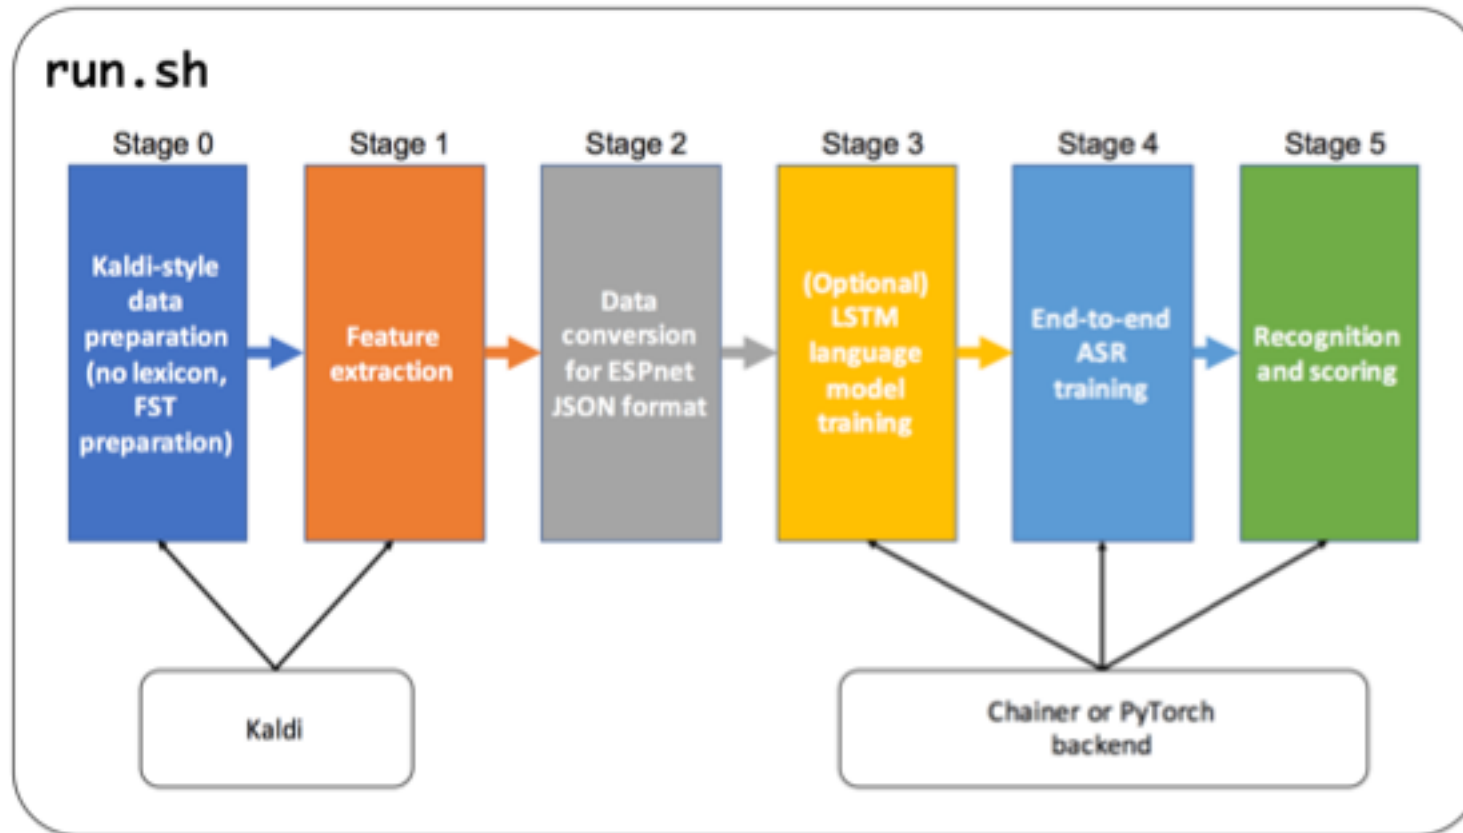 run.sh
Stage 0
Stage 1
Stage 2
Stage 3
Stage 4
Stage 5
Kaldi-style
data
preparation
(no lexicon,
FST
preparation)
Feature
extraction
Data
conversion
for ESPnet
JSON format
(Optional)
LSTM
language
model
training
End-to-end
ASR
training
Recognition
and scoring
Kaldi
Chainer or PyTorch
backend